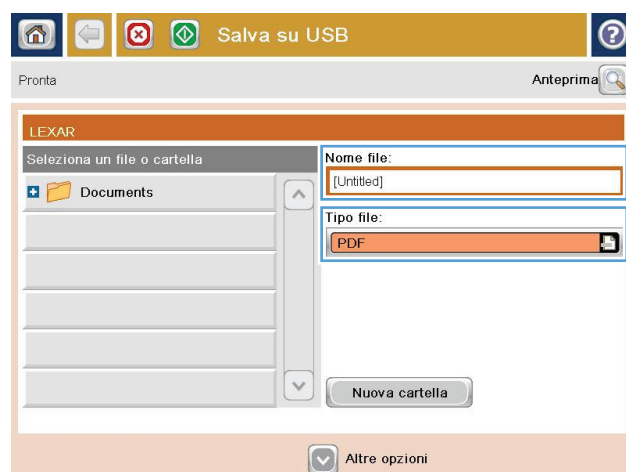 Salva su USB
Pronta
Anteprima
LEXAR
Seleziona un file o cartella
Nome file:
Documents
[Untitled]
Tipo file:
PDF
Nuova cartella
Altre opzioni